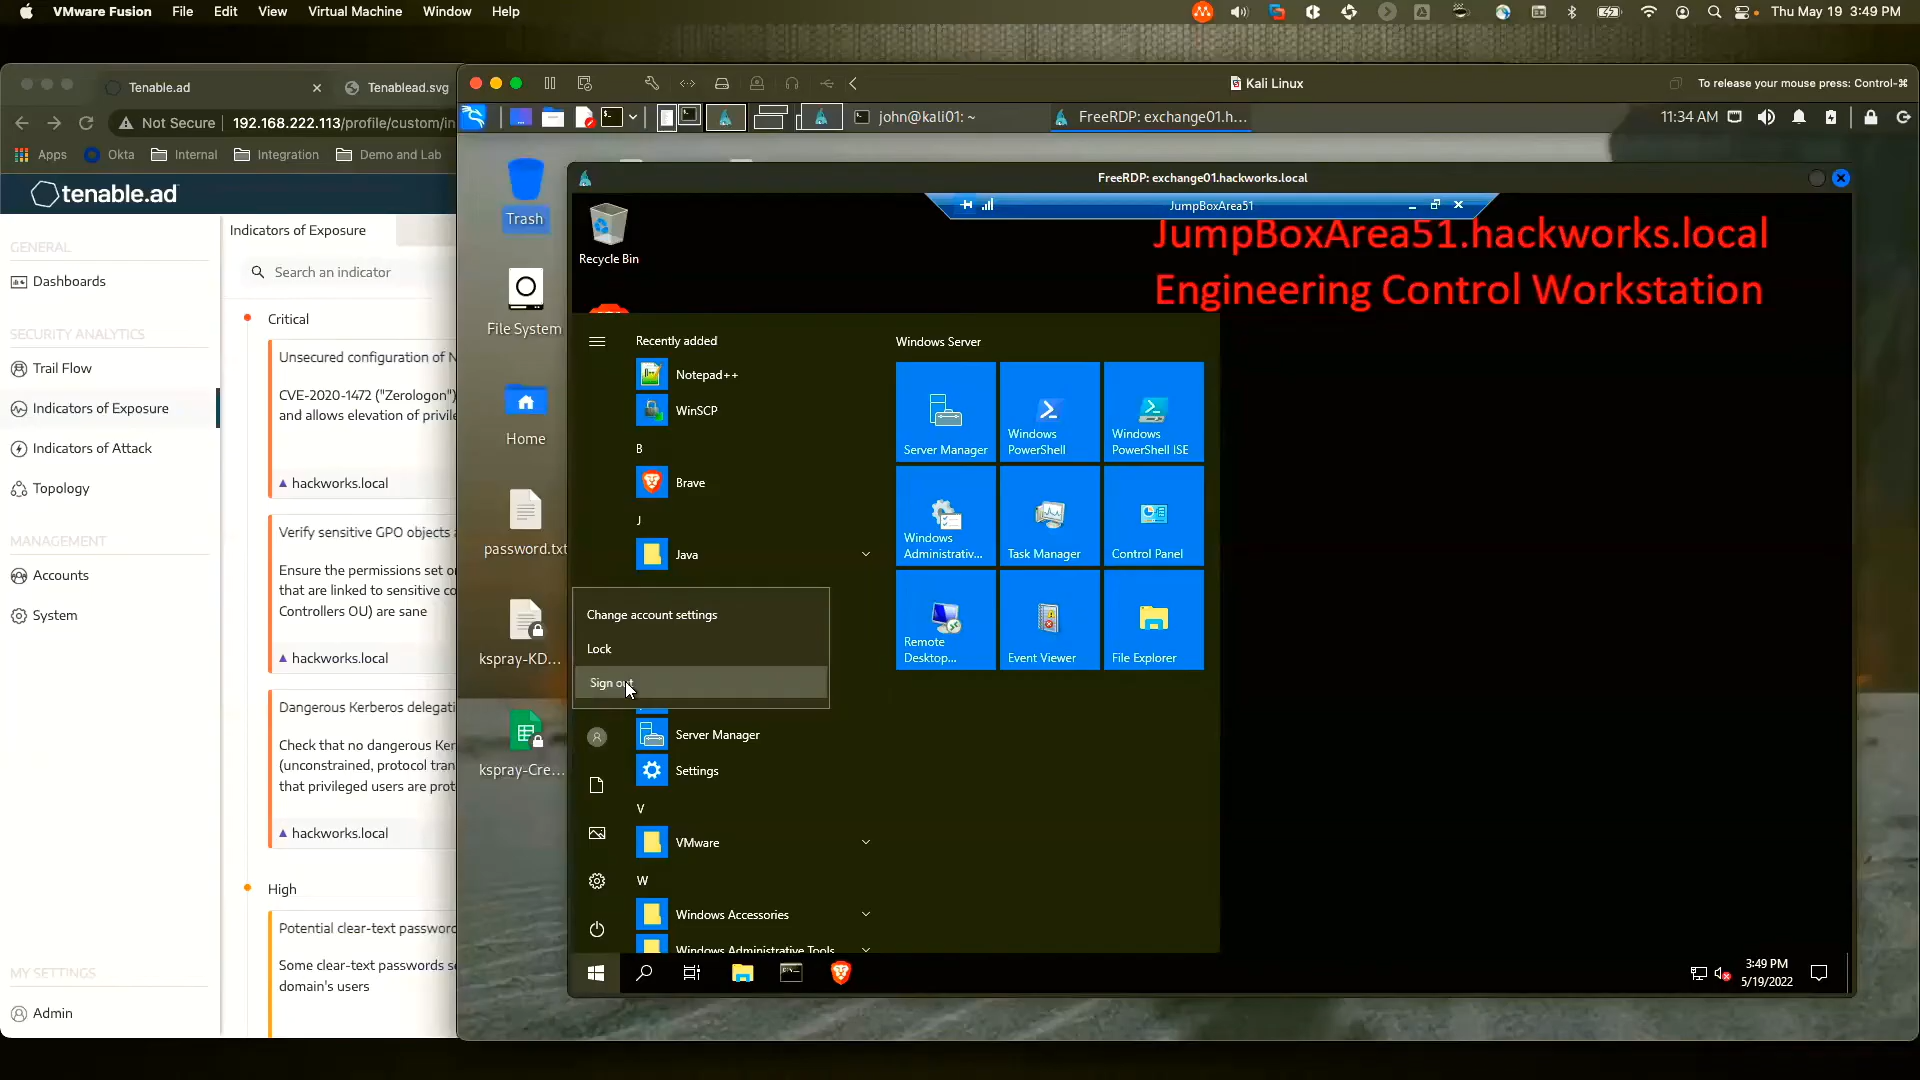 VMware Fusion File Edit View Virtual Machine Window Help
Thu May 19 3:49 PM
Tenable.ad
Tenablead.svg
Not Secure 192.168.222.113/profile/custom/in
Apps Okta Internal Integration Demo and Lab
tenable.ad
GENERAL
Dashboards
SECURITY ANALYTICS
Trail Flow
Indicators of Exposure
Indicators of Attack
Topology
MANAGEMENT
Accounts
System
MY SETTINGS
Admin
Indicators of Exposure
Search an indicator
Critical
Unsecured configuration of N
CVE-2020-1472 ("Zerologon")
and allows elevation of privile
hackworks.local
Verify sensitive GPO objects a
Ensure the permissions set or
that are linked to sensitive co
Controllers OU) are sane
hackworks.local
Dangerous Kerberos delegati
Check that no dangerous Ker
(unconstrained, protocol tran
that privileged users are prot
hackworks.local
High
Potential clear-text password
Some clear-text passwords se
domain's users
Kali Linux
To release your mouse press: Control-⌘
john@kali01: ~
FreeRDP: exchange01.h...
11:34 AM
Trash
File System
Home
password.txt
kspray-KD...
kspray-Cre...
FreeRDP: exchange01.hackworks.local
JumpBoxArea51
JumpBoxArea51.hackworks.local
Engineering Control Workstation
Recycle Bin
Recently added
Notepad++
WinSCP
B
Brave
J
Java
Change account settings
Lock
Sign out
Server Manager
Settings
V
VMware
W
Windows Accessories
Windows Administrative Tools
Windows Server
Server Manager
Windows
PowerShell
Windows
PowerShell ISE
Windows
Administrativ...
Task Manager
Control Panel
Remote
Desktop...
Event Viewer
File Explorer
3:49 PM
5/19/2022